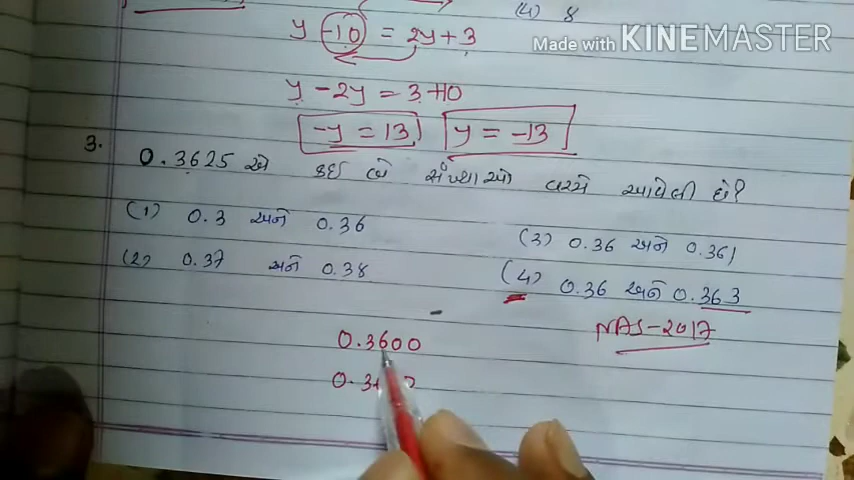 (4) 8
y -10 = 2y + 3
Made with KINEMASTER
y - 2y = 3 + 10
-y = 13 y = -13
3. 0.3625 એ કઈ બે સંખ્યાઓ વચ્ચે આવેલી છે?
(1) 0.3 અને 0.36
(2) 0.37 અને 0.38
(3) 0.36 અને 0.361
(4) 0.36 અને 0.363
NAS-2017
0.3600